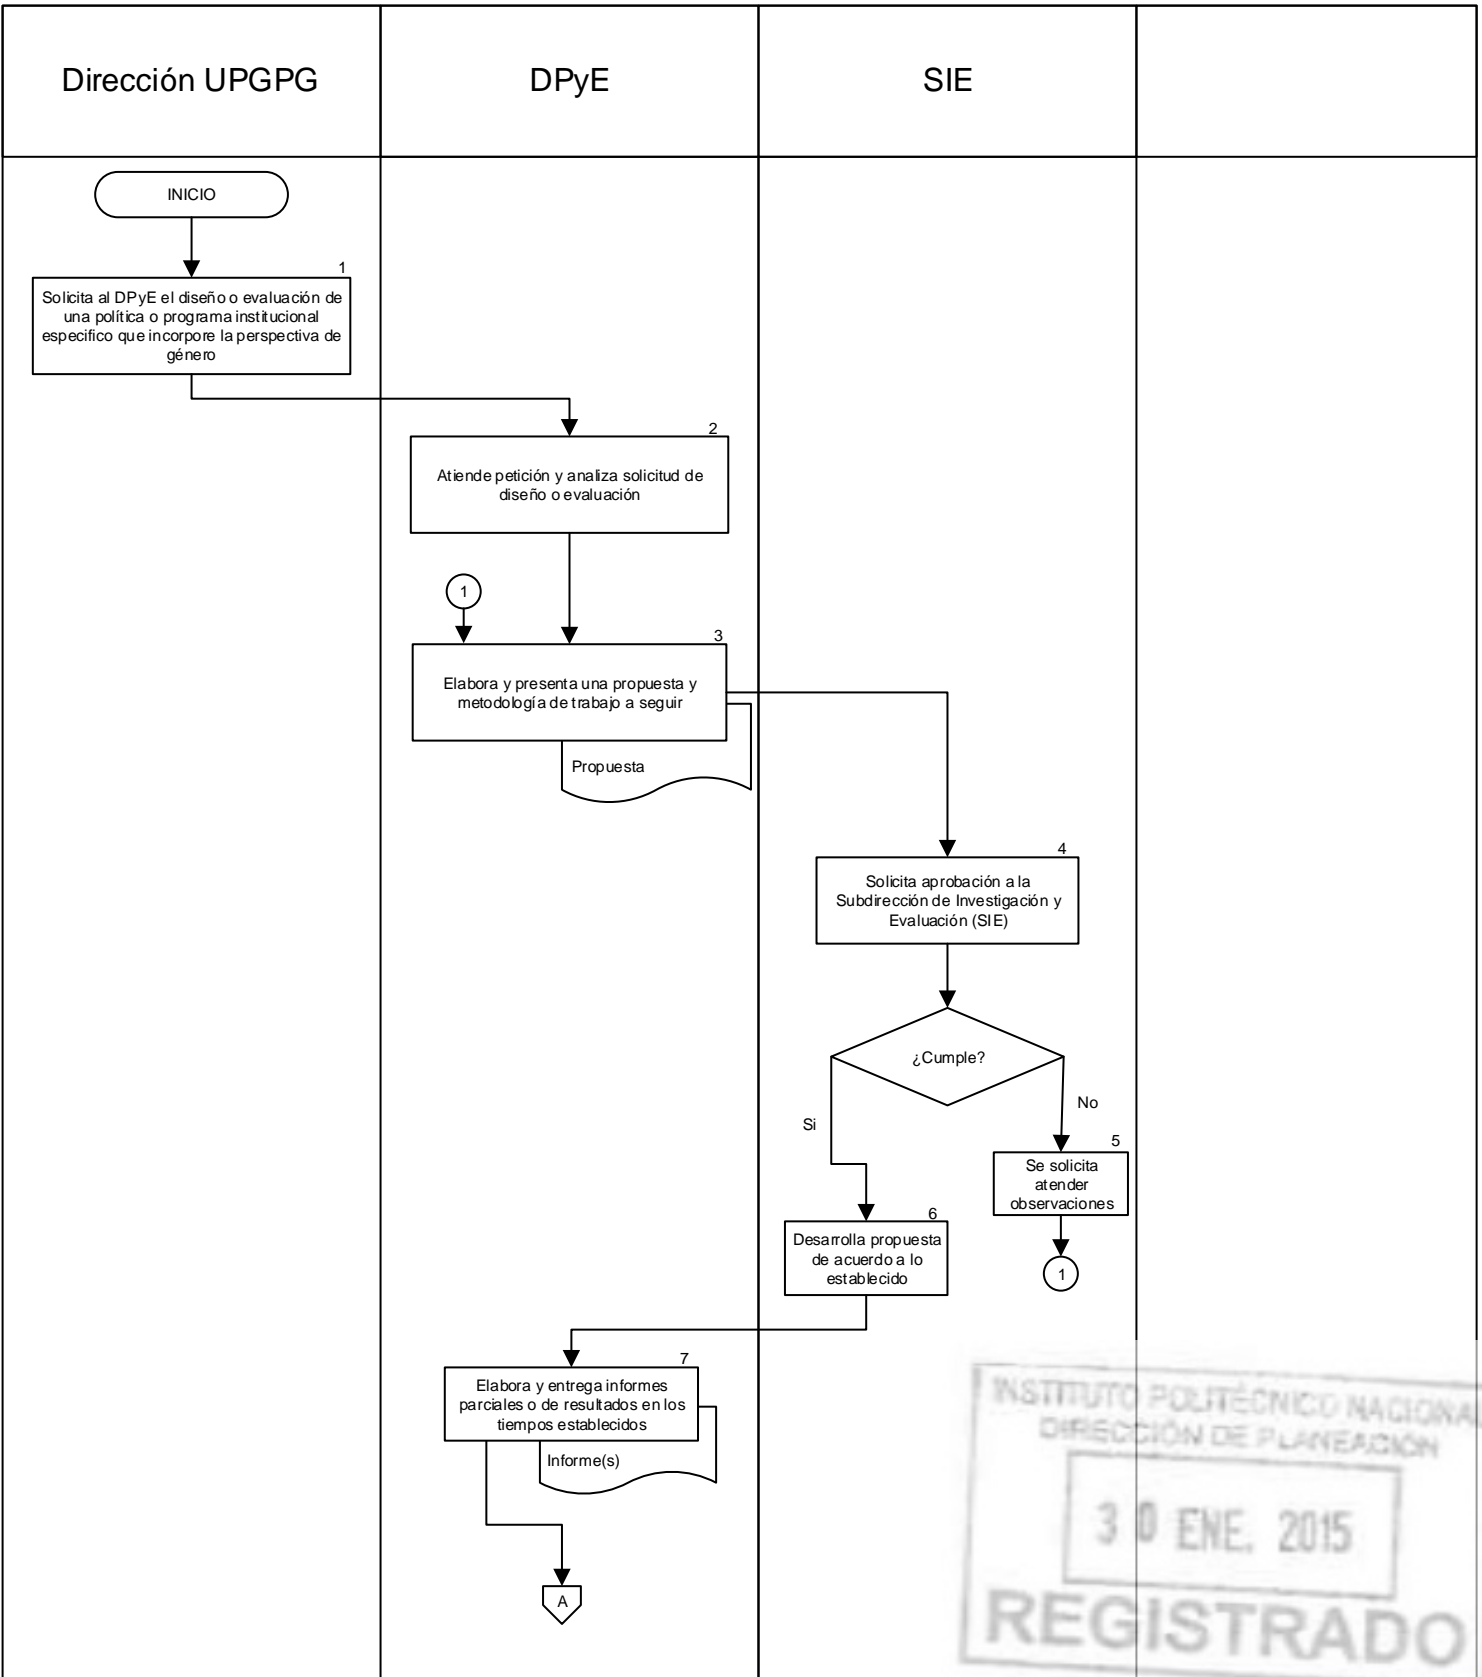 Dirección UPGPG
DPyE
SIE
INICIO
1
Solicita al DPyE el diseño o evaluación de
una política o programa institucional
especifico que incorpore la perspectiva de
género
2
Atiende petición y analiza solicitud de
diseño o evaluación
1
3
Elabora y presenta una propuesta y
metodología de trabajo a seguir
Propuesta
4
Solicita aprobación a la
Subdirección de Investigación y
Evaluación (SIE)
¿Cumple?
Si
No
5
Se solicita
atender
observaciones
1
6
Desarrolla propuesta
de acuerdo a lo
establecido
7
Elabora y entrega informes
parciales o de resultados en los
tiempos establecidos
Informe(s)
A
INSTITUTO POLITÉCNICO NACIONAL
DIRECCIÓN DE PLANEACIÓN
30 ENE. 2015
REGISTRADO